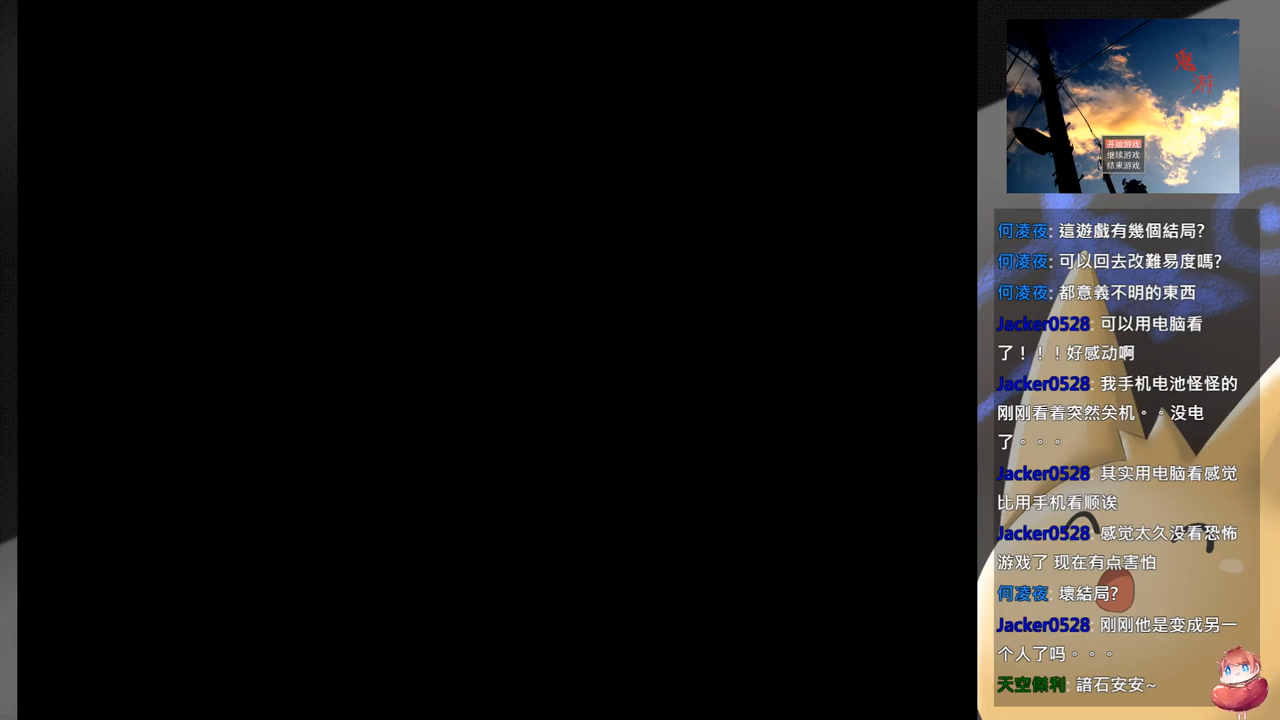 鬼
游
开始游戏
继续游戏
结束游戏
何凌夜: 這遊戲有幾個結局?
何凌夜: 可以回去改難易度嗎?
何凌夜: 都意義不明的東西
Jacker0528: 可以用电脑看
了！！！好感动啊
Jacker0528: 我手机电池怪怪的
刚刚看着突然关机。。没电
了。。。
Jacker0528: 其实用电脑看感觉
比用手机看顺诶
Jacker0528: 感觉太久没看恐怖
游戏了 现在有点害怕
何凌夜: 壞結局?
Jacker0528: 刚刚他是变成另一
个人了吗。。。
天空傑利: 諳石安安~